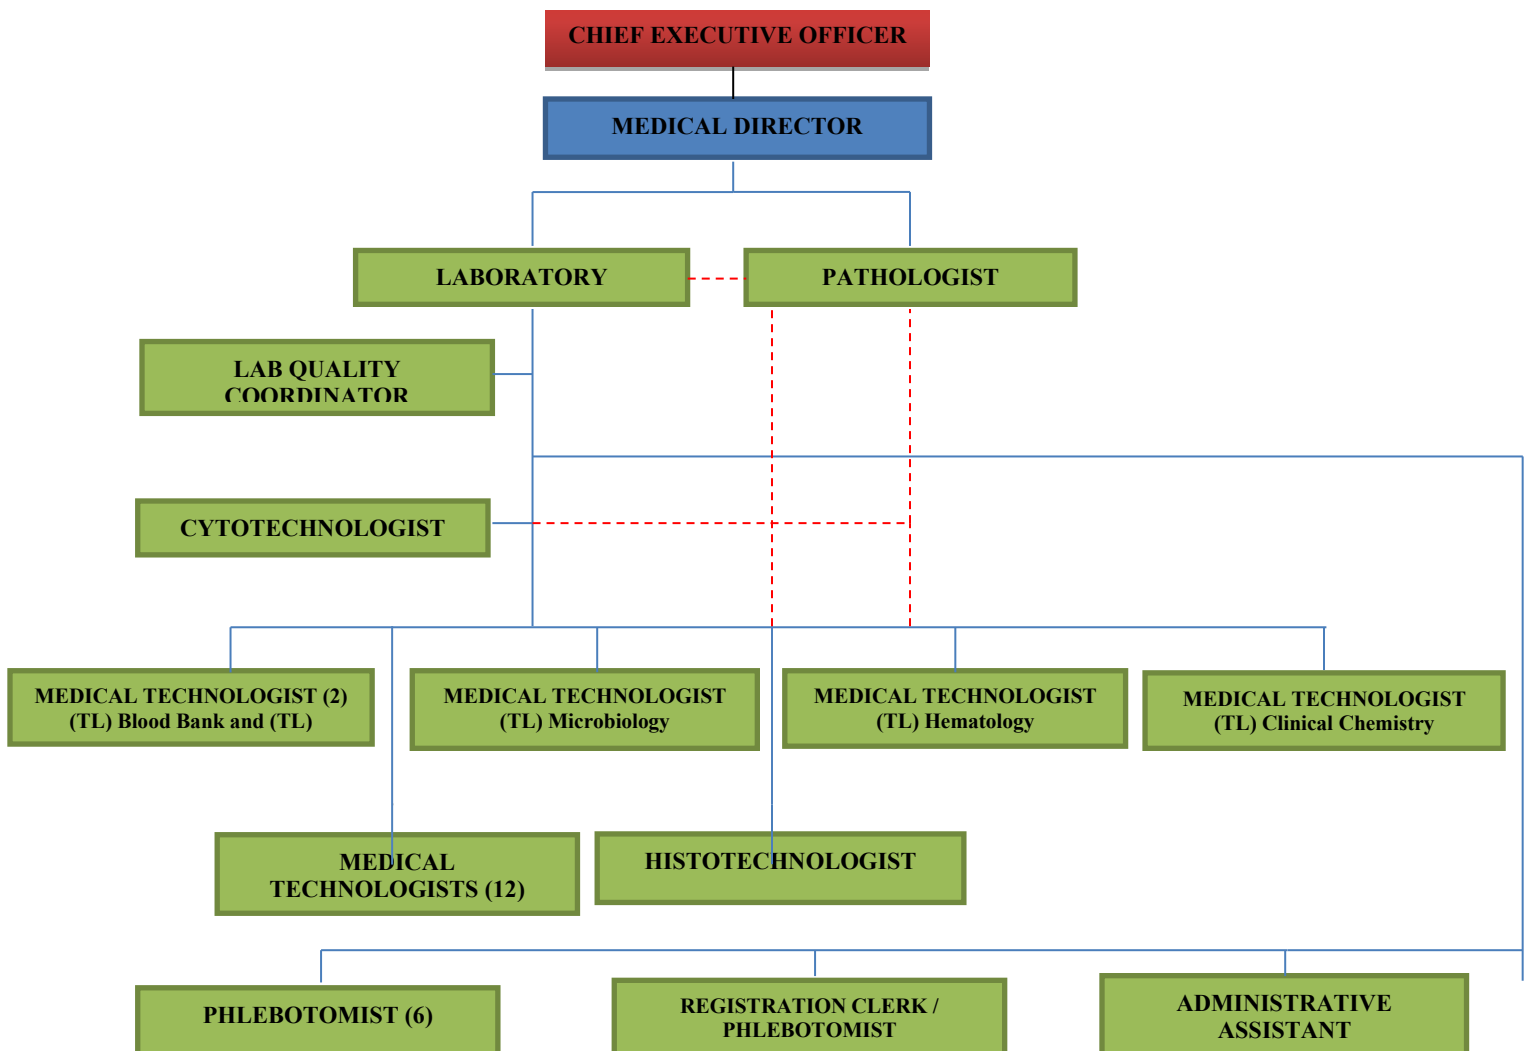 CHIEF EXECUTIVE OFFICER
MEDICAL DIRECTOR
LABORATORY
PATHOLOGIST
LAB QUALITY
COORDINATOR
CYTOTECHNOLOGIST
MEDICAL TECHNOLOGIST (2)
(TL) Blood Bank and (TL)
MEDICAL TECHNOLOGIST
(TL) Microbiology
MEDICAL TECHNOLOGIST
(TL) Hematology
MEDICAL TECHNOLOGIST
(TL) Clinical Chemistry
MEDICAL
TECHNOLOGISTS (12)
HISTOTECHNOLOGIST
PHLEBOTOMIST (6)
REGISTRATION CLERK /
PHLEBOTOMIST
ADMINISTRATIVE
ASSISTANT